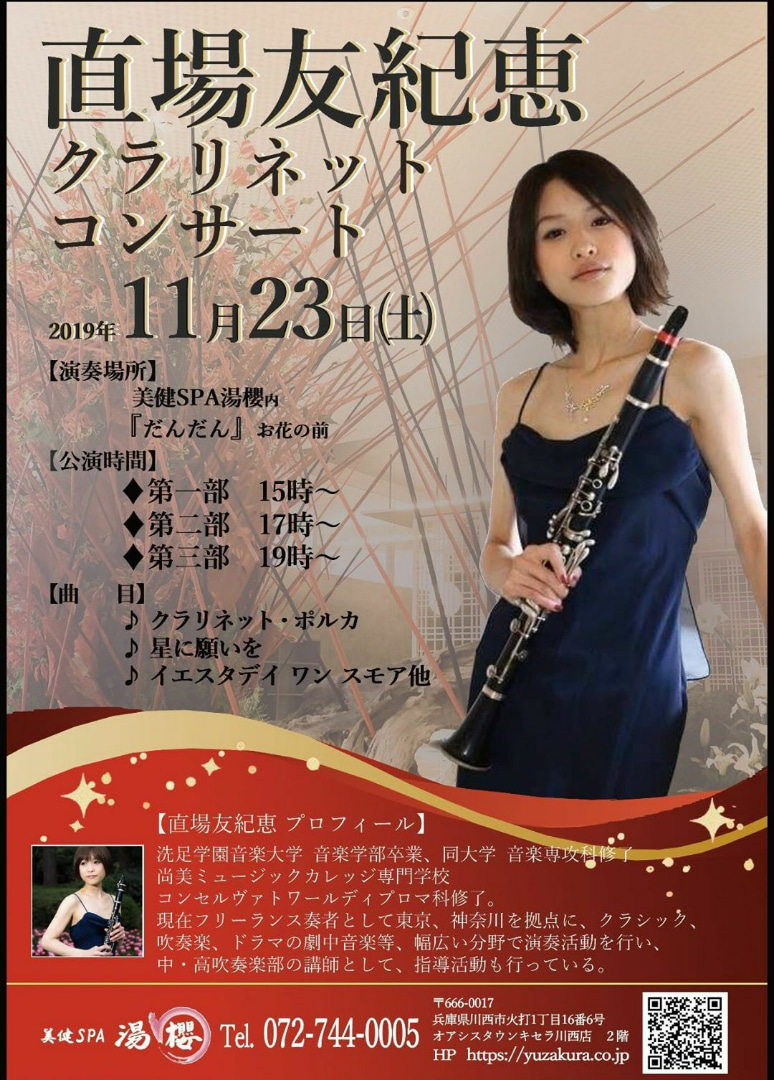 直場友紀恵
クラリネット
コンサート
2019年11月23日(土)
【演奏場所】
美健SPA湯櫻内
『だんだん』お花の前
【公演時間】
♦第一部 15時～
♦第二部 17時～
♦第三部 19時～
【曲 目】
♪ クラリネット・ポルカ
♪ 星に願いを
♪ イエスタデイ ワン スモア他
【直場友紀恵 プロフィール】
洗足学園音楽大学 音楽学部卒業、同大学 音楽専攻科修了
尚美ミュージックカレッジ専門学校
コンセルヴァトワールディプロマ科修了。
現在フリーランス奏者として東京、神奈川を拠点に、クラシック、
吹奏楽、ドラマの劇中音楽等、幅広い分野で演奏活動を行い、
中・高吹奏楽部の講師として、指導活動も行っている。
美健SPA 湯櫻 Tel. 072-744-0005
〒666-0017
兵庫県川西市火打1丁目16番6号
オアシスタウンキセラ川西店 2階
HP https://yuzakura.co.jp